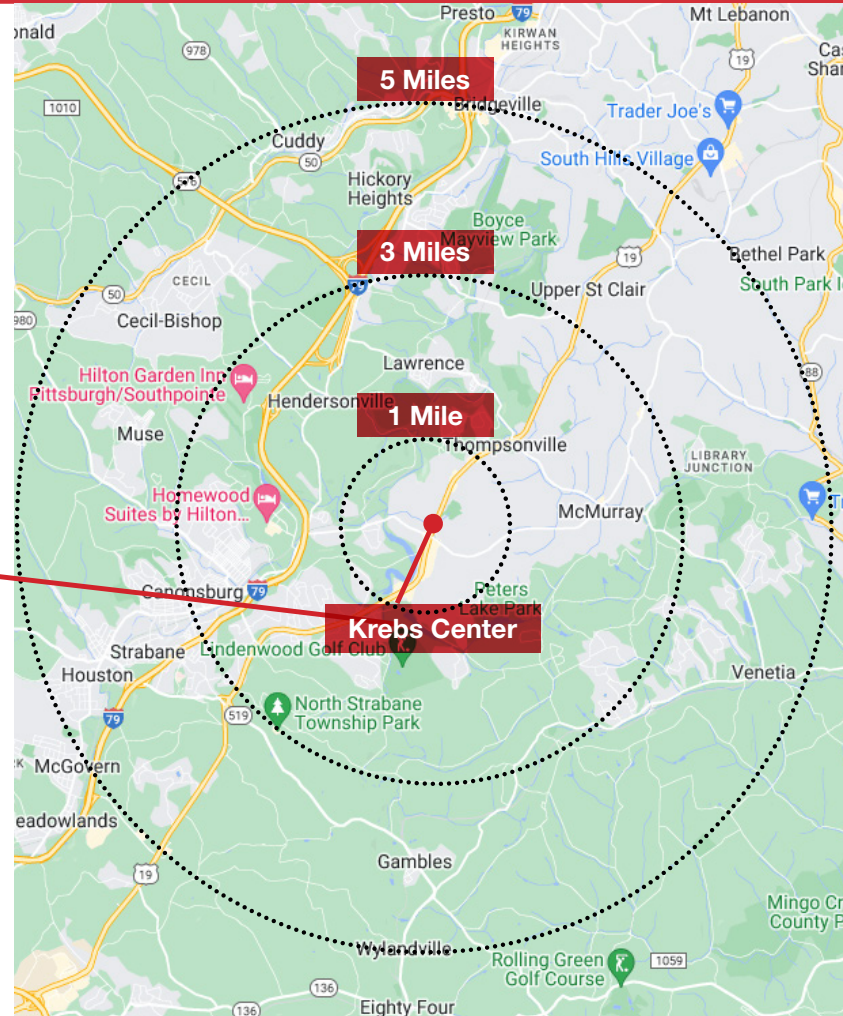 Presto
79
Mt Lebanon
onald
978
KIRWAN
HEIGHTS
19
Cas
Shar
5 Miles
1010
Bridgeville
Trader Joe's
Cuddy
50
South Hills Village
576
Hickory
Heights
Boyce
Mayview Park
3 Miles
19
Bethel Park
CECIL
79
Upper St Clair
South Park I
50
980
Cecil-Bishop
Lawrence
Hilton Garden Inn
Pittsburgh/Southpointe
88
Hendersonville
1 Mile
Muse
Thompsonville
LIBRARY
JUNCTION
Homewood
Suites by Hilton...
McMurray
Canonsburg
79
Peters
Lake Park
Krebs Center
Strabane
Lindenwood Golf Club
Houston
Venetia
North Strabane
Township Park
79
519
McGovern
eadowlands
Gambles
19
Mingo Cr
County P
Wylandville
Rolling Green
Golf Course
1059
136
136
Eighty Four